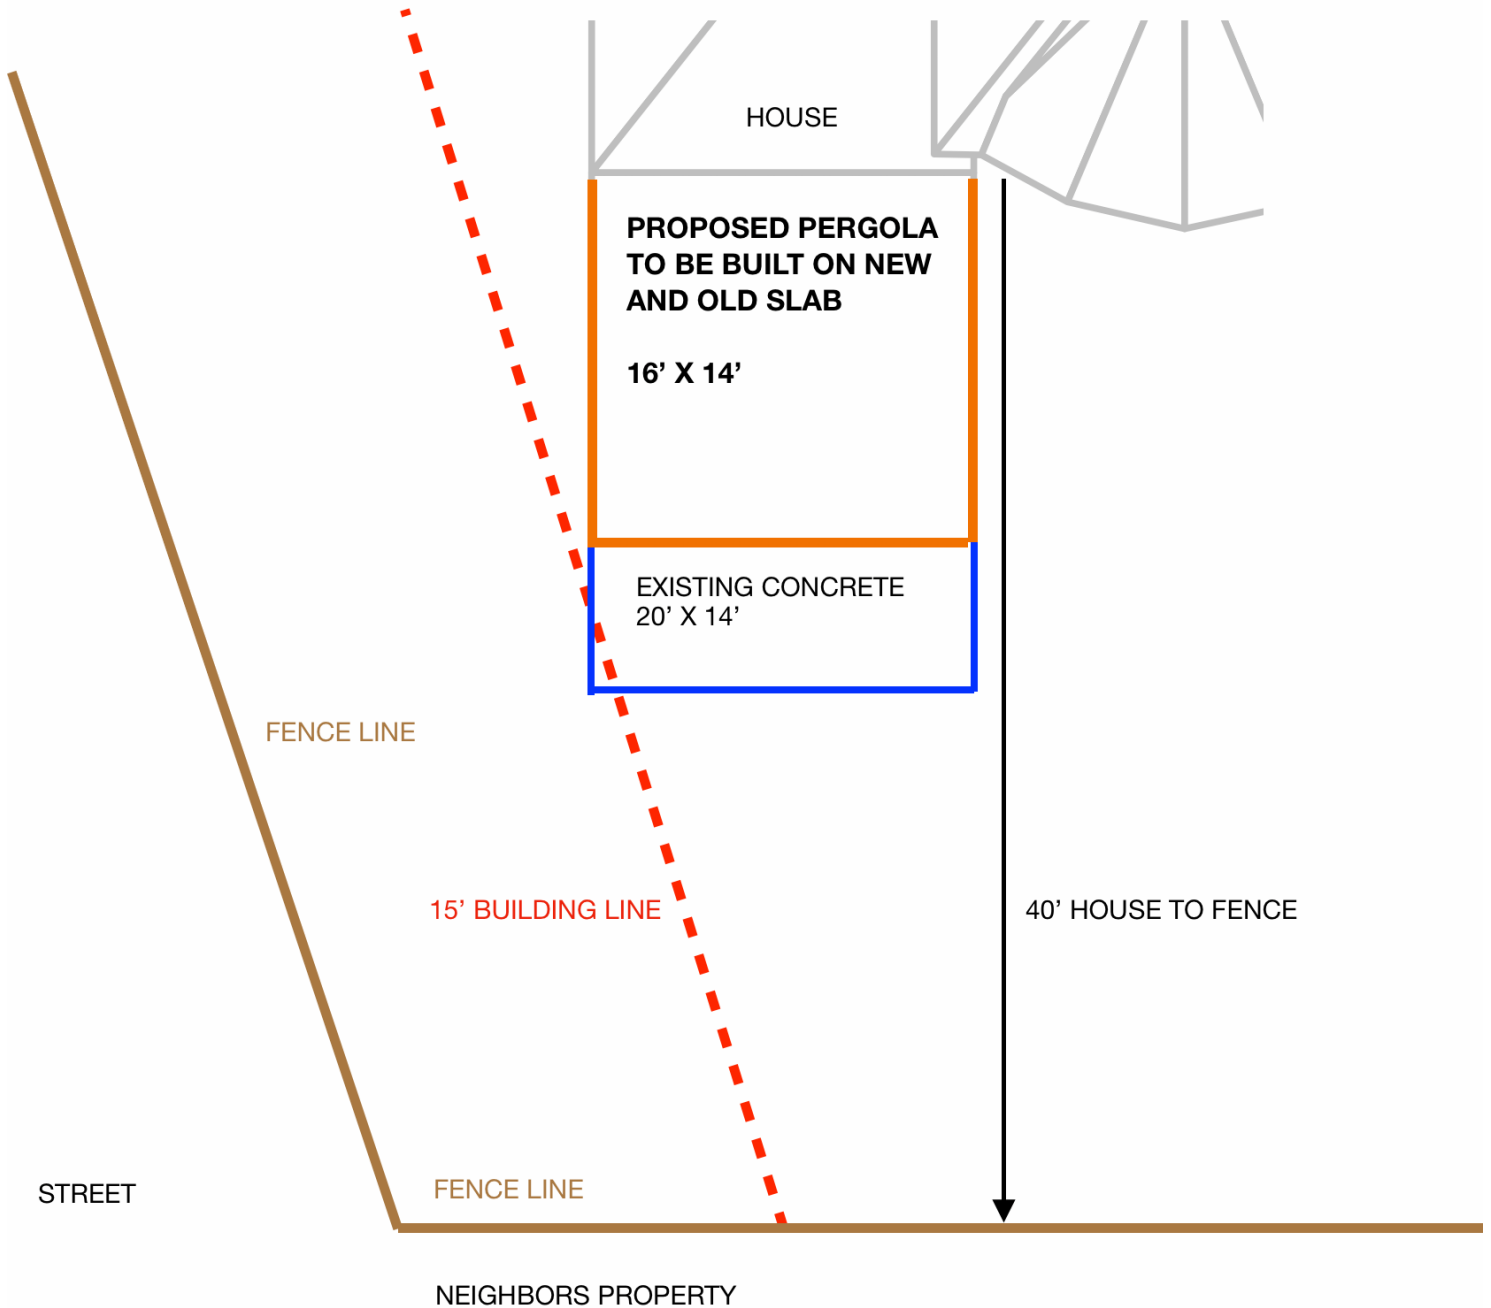 HOUSE
PROPOSED PERGOLA
TO BE BUILT ON NEW
AND OLD SLAB
16’ X 14’
EXISTING CONCRETE
20’ X 14’
FENCE LINE
15’ BUILDING LINE
40’ HOUSE TO FENCE
STREET
FENCE LINE
NEIGHBORS PROPERTY